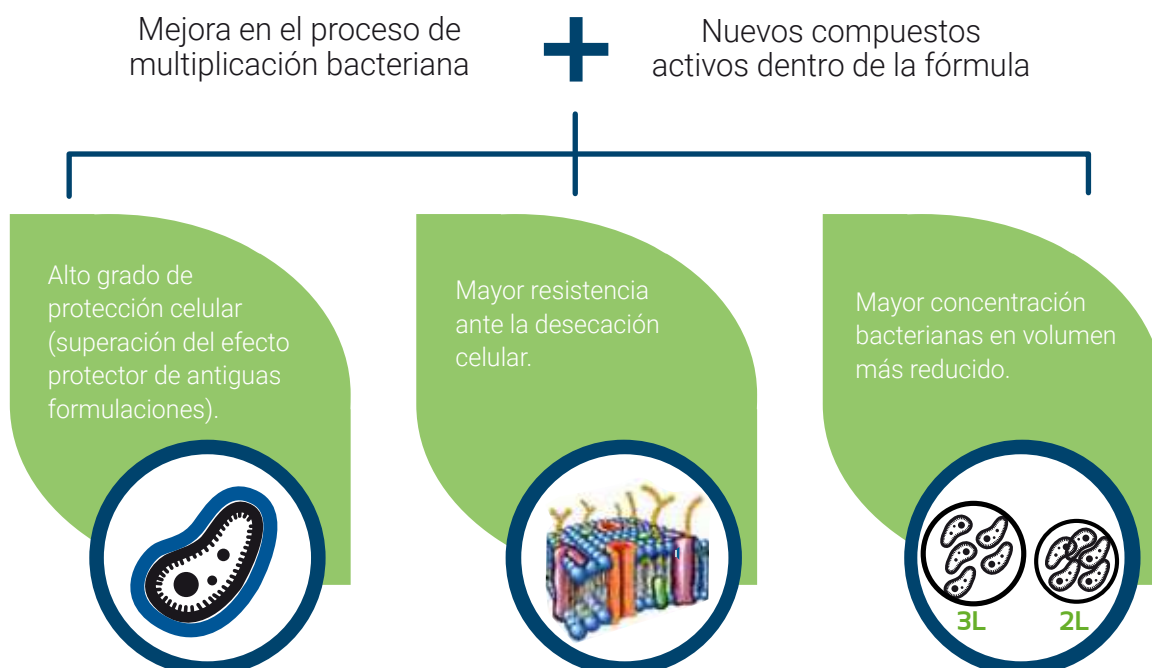 Mejora en el proceso de
multiplicación bacteriana
Nuevos compuestos
activos dentro de la fórmula
Alto grado de
protección celular
(superación del efecto
protector de antiguas
formulaciones).
Mayor resistencia
ante la desecación
celular.
Mayor concentración
bacterianas en volumen
más reducido.
3L
2L